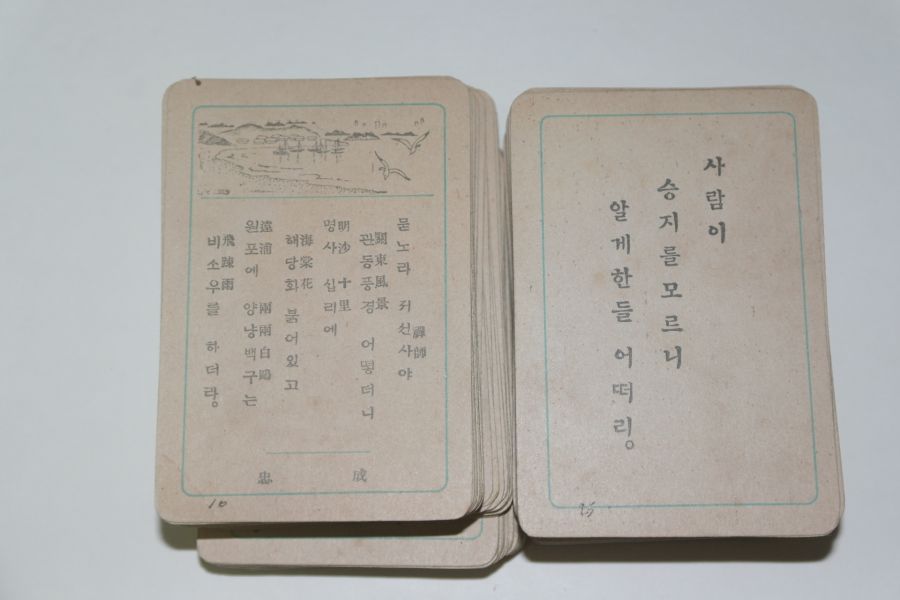 禪師
묻노라 저선사야
關東風景
관동풍경 어떻더니
明沙 十里
명사 십리에
海棠花
해당화 붉어있고
遠浦 兩兩白鷗
원포에 양냥백구는
飛疎雨
비소우를 하더라。
成 忠
10
사람이
승지를모르니
알게한들 어떠리。